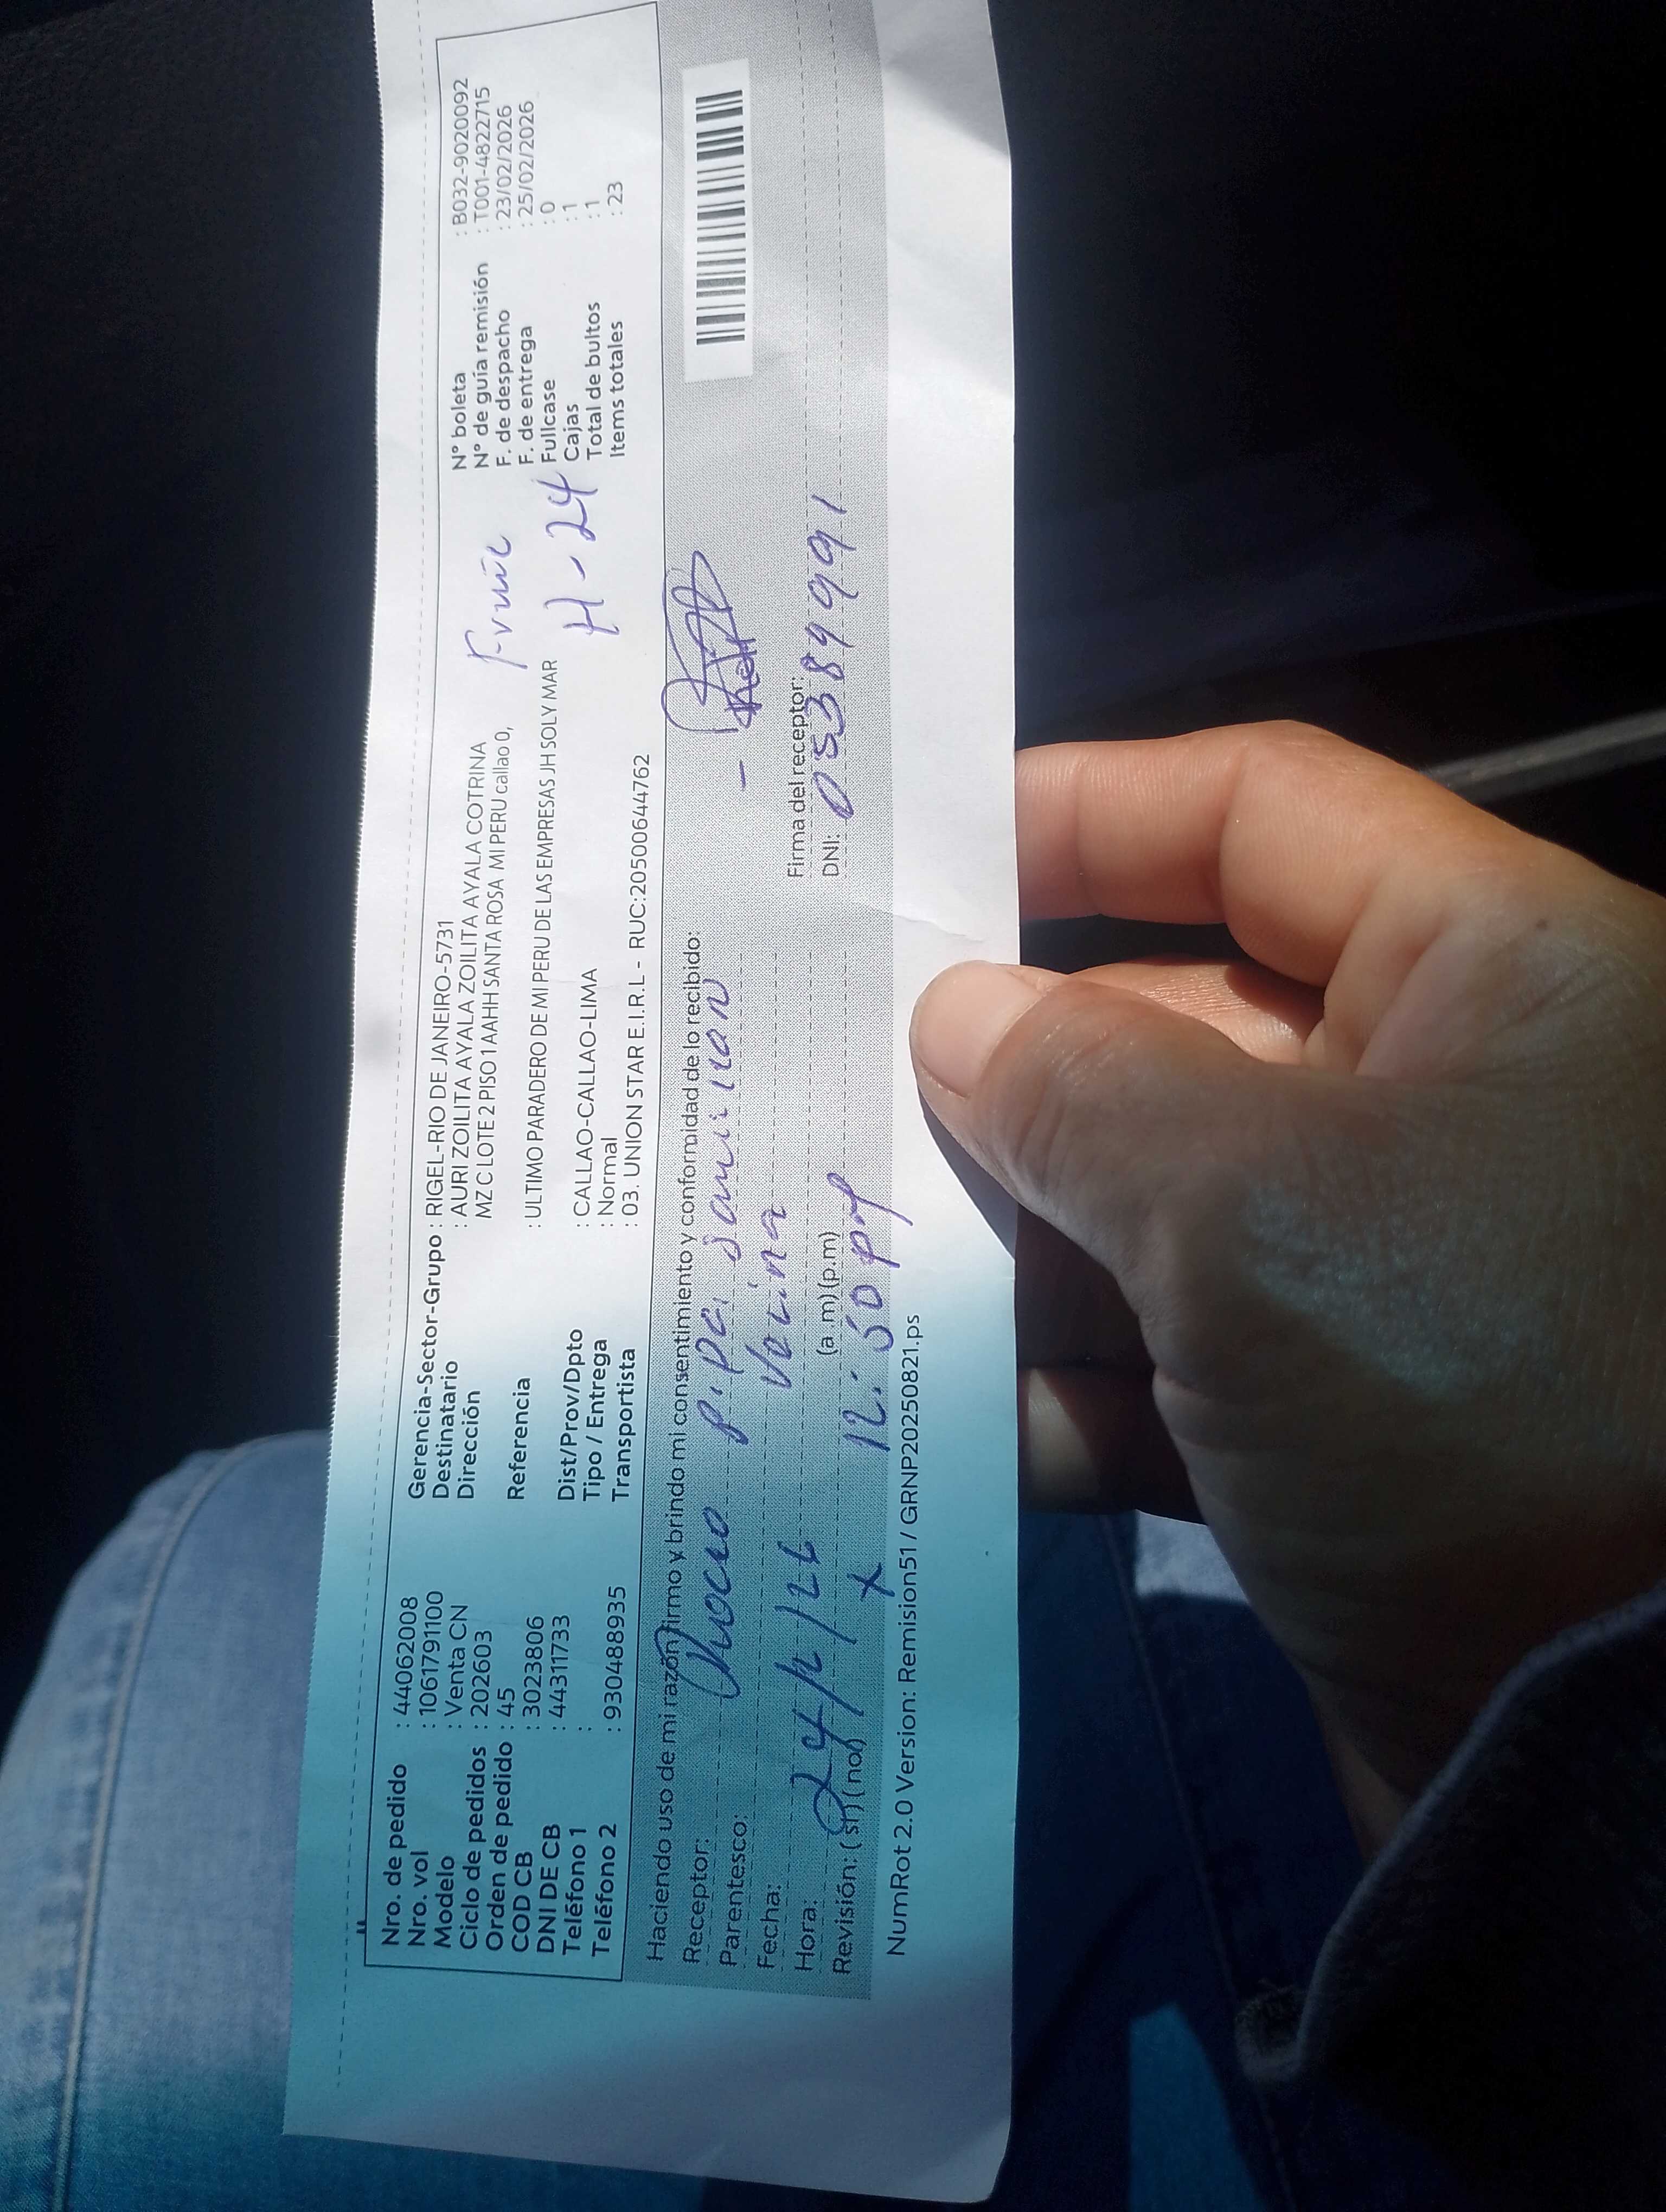 Nro. de pedido : 44062008
Nro. vol : 1061791100
Modelo : Venta CN
Ciclo de pedidos : 202603
Orden de pedido : 45
COD CB : 3023806
DNI DE CB : 44311733
Teléfono 1 :
Teléfono 2 : 930488935
Gerencia-Sector-Grupo : RIGEL-RIO DE JANEIRO-5731
Destinatario : AURI ZOILITA AYALA ZOILITA AYALA COTRINA
Dirección MZ C LOTE 2 PISO 1 AAHH SANTA ROSA MI PERU callao 0,
Referencia : ULTIMO PARADERO DE MI PERU DE LAS EMPRESAS JH SOL Y MAR
Dist/Prov/Dpto : CALLAO-CALLAO-LIMA
Tipo / Entrega : Normal
Transportista : 03. UNION STAR E.I.R.L - RUC:20500644762
H - 24
N° boleta : B032-9020092
N° de guía remisión : T001-4822715
F. de despacho : 23/02/2026
F. de entrega : 25/02/2026
Fullcase : 0
Cajas : 1
Total de bultos : 1
Items totales : 23
Haciendo uso de mi razón firmo y brindo mi consentimiento y conformidad de lo recibido:
Receptor:
Parentesco: Vecina
Fecha: 24/2/26
Hora: (a m) (p.m) 12:50 pm
Revisión: ( si ) ( no ) x
Firma del receptor:
DNI: 05389991
NumRot 2.0 Version: Remision51 / GRNP20250821.ps